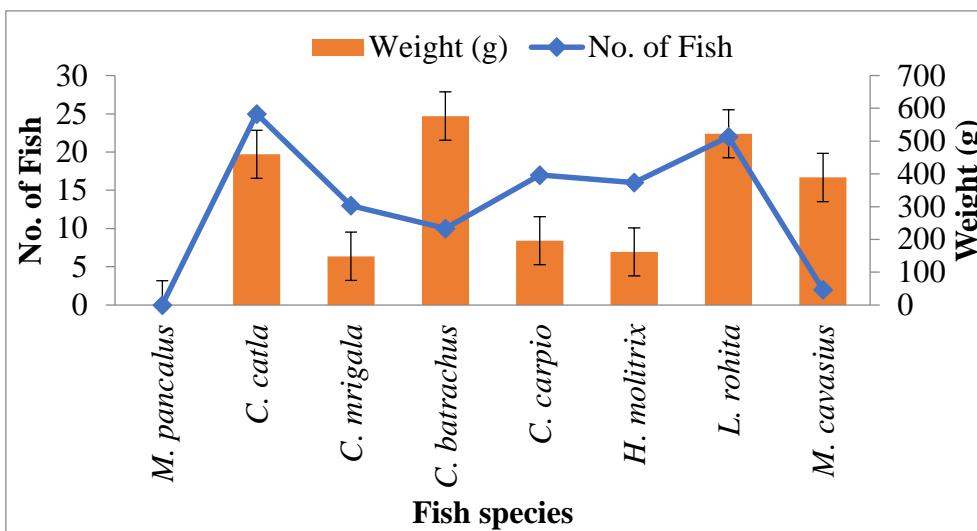 Weight (g) No. of Fish
30
25
20
15
10
5
0
No. of Fish
700
600
500
400
300
200
100
0
Weight (g)
M. pancalus
C. catla
C. mrigala
C. batrachus
C. carpio
H. molitrix
L. rohita
M. cavasius
Fish species